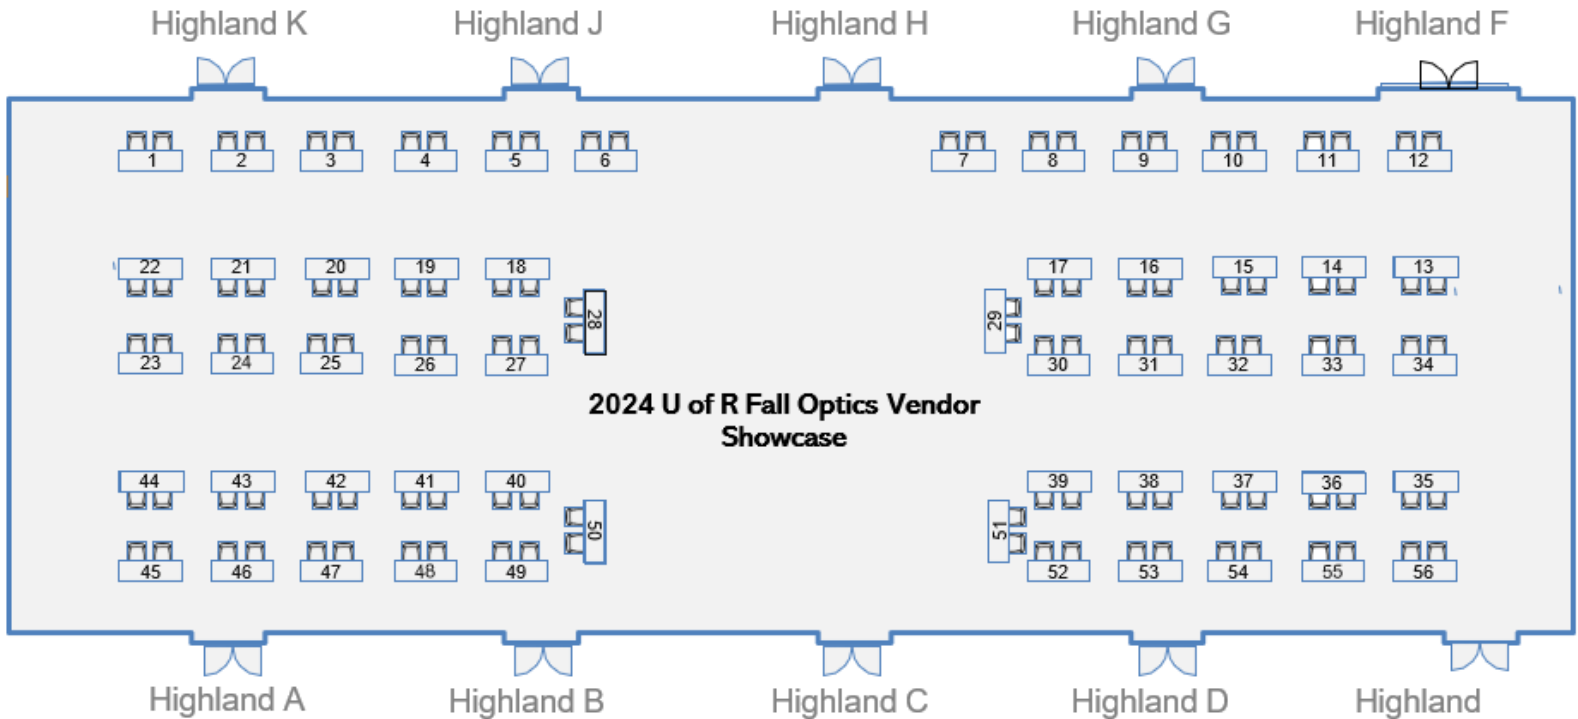 Highland K Highland J Highland H Highland G Highland F
1 2 3 4 5 6 7 8 9 10 11 12
22 21 20 19 18 17 16 15 14 13
28 29
23 24 25 26 27 30 31 32 33 34
2024 U of R Fall Optics Vendor
Showcase
44 43 42 41 40 39 38 37 36 35
50 51
45 46 47 48 49 52 53 54 55 56
Highland A Highland B Highland C Highland D Highland